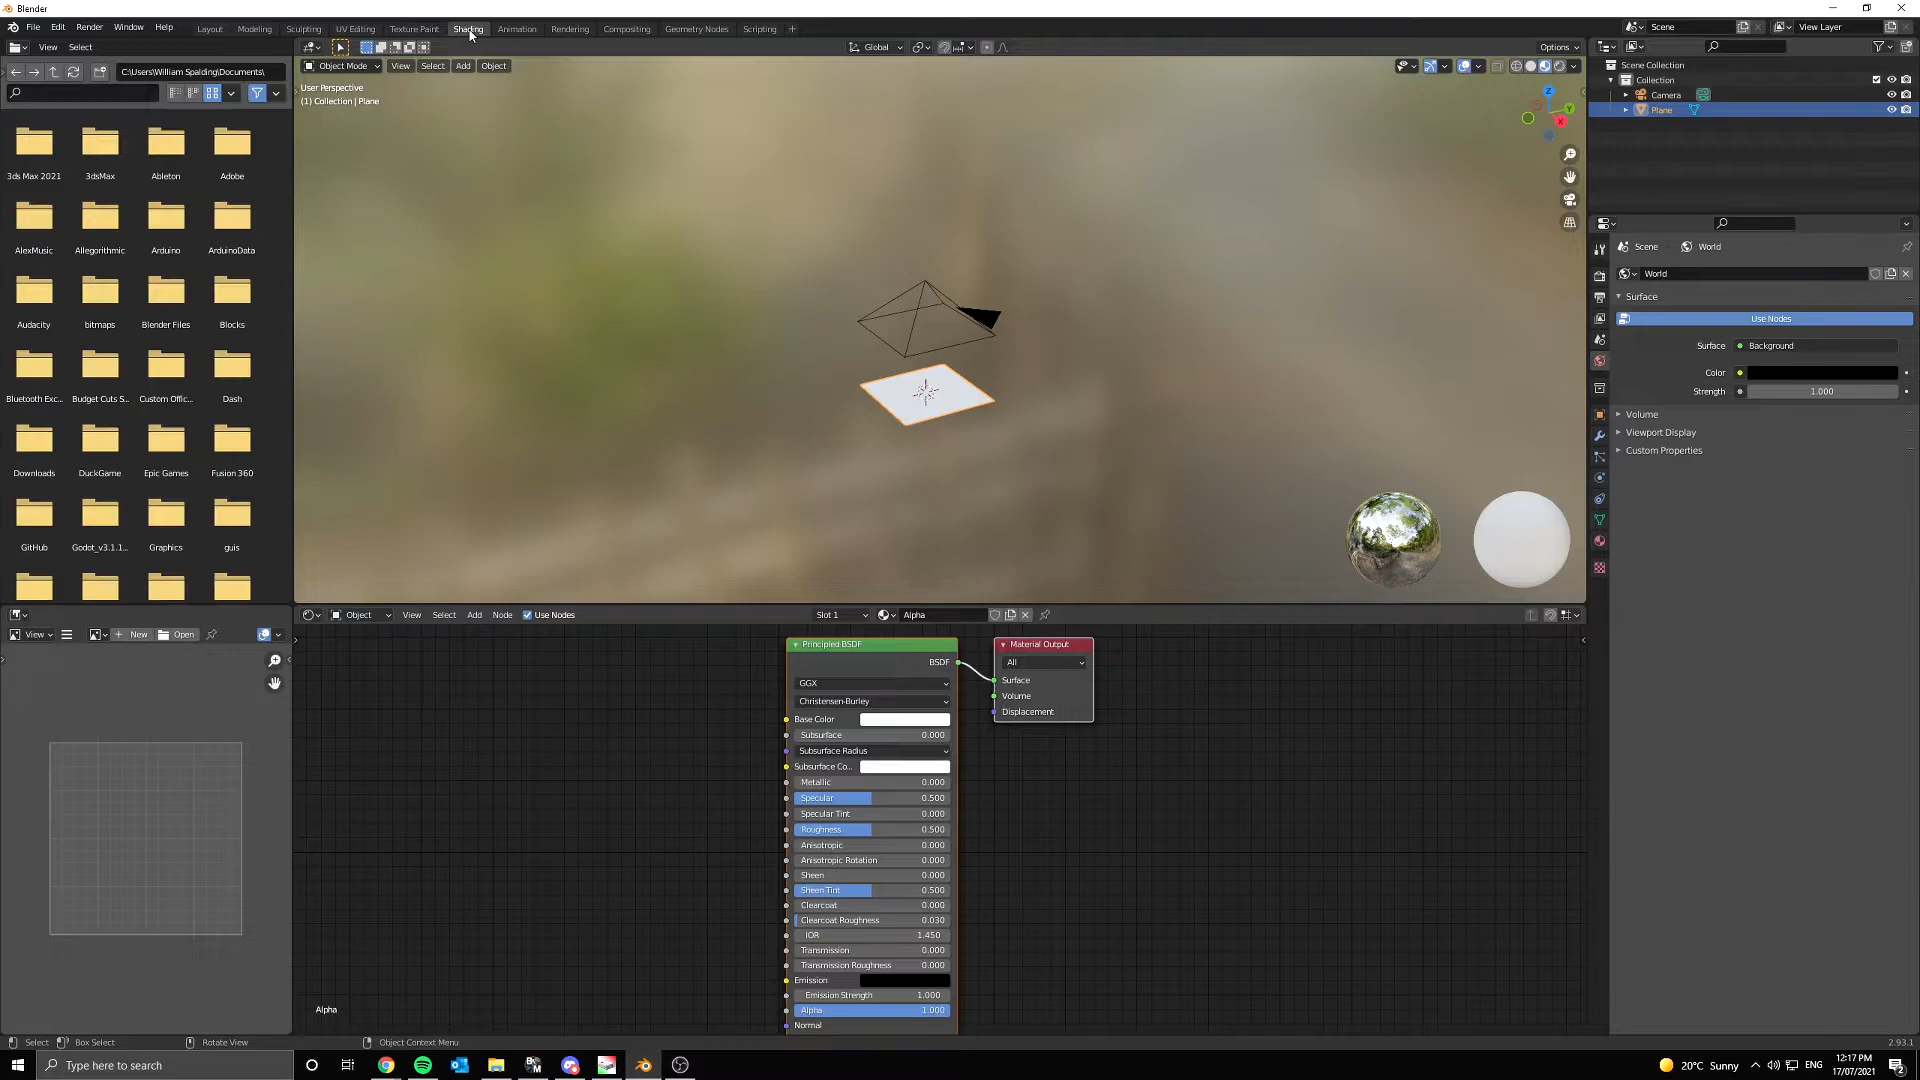 Blender
File Edit Render Window Help
Layout Modeling Sculpting UV Editing Texture Paint Shading Animation Rendering Compositing Geometry Nodes Scripting +
Scene
View Layer
View Select
Global
Options
C:\Users\William Spalding\Documents\
Object Mode View Select Add Object
User Perspective
(1) Collection | Plane
Z
Y
X
3ds Max 2021 3dsMax Ableton Adobe
AlexMusic Allegorithmic Arduino ArduinoData
Audacity bitmaps Blender Files Blocks
Bluetooth Exc... Budget Cuts S... Custom Offic... Dash
Downloads DuckGame Epic Games Fusion 360
GitHub Godot_v3.1.1... Graphics guis
Scene Collection
Collection
Camera
Plane
Scene World
World
Surface
Use Nodes
Surface Background
Color
Strength 1.000
Volume
Viewport Display
Custom Properties
View New Open
Object View Select Add Node Use Nodes Slot 1 Alpha
Principled BSDF
BSDF
GGX
Christensen-Burley
Base Color
Subsurface 0.000
Subsurface Radius
Subsurface Co...
Metallic 0.000
Specular 0.500
Specular Tint 0.000
Roughness 0.500
Anisotropic 0.000
Anisotropic Rotation 0.000
Sheen 0.000
Sheen Tint 0.500
Clearcoat 0.000
Clearcoat Roughness 0.030
IOR 1.450
Transmission 0.000
Transmission Roughness 0.000
Emission
Emission Strength 1.000
Alpha 1.000
Normal
Material Output
All
Surface
Volume
Displacement
Alpha
Select Box Select Rotate View Object Context Menu 2.93.1
Type here to search
20°C Sunny
ENG
12:17 PM
17/07/2021
2